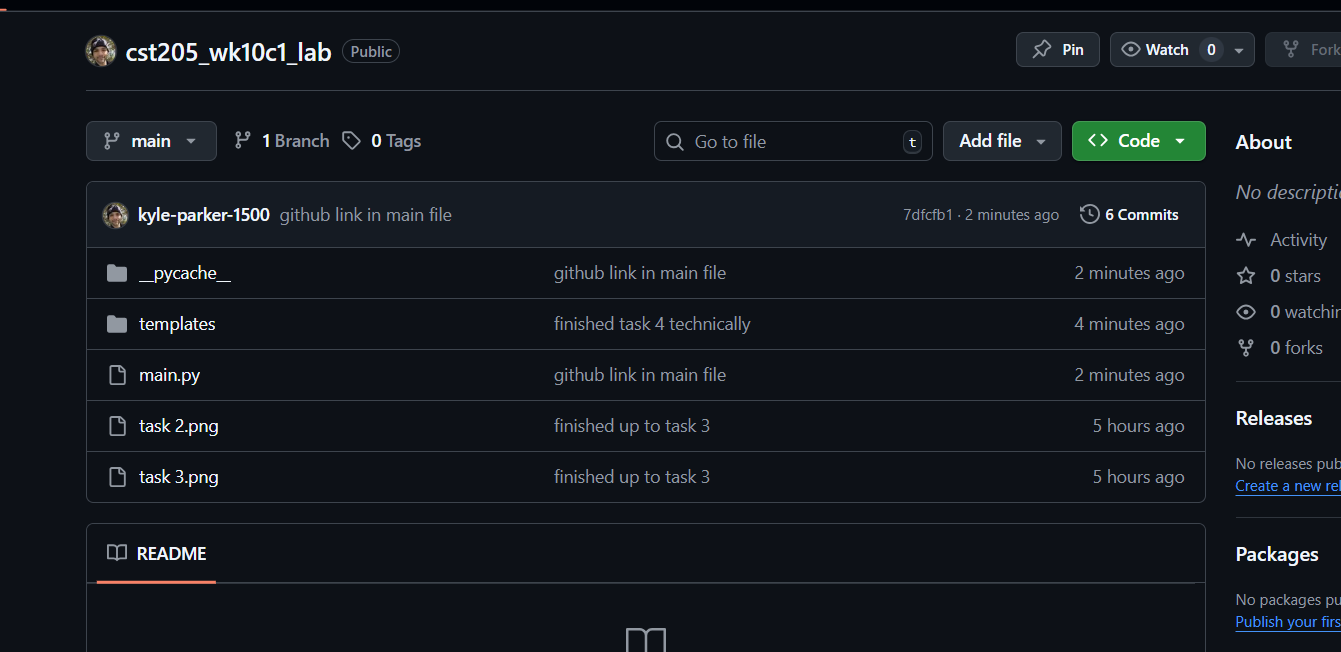 cst205_wk10c1_lab Public Pin Watch 0 Fork
main 1 Branch 0 Tags Go to file t Add file Code
kyle-parker-1500 github link in main file 7dfcfb1 · 2 minutes ago 6 Commits
__pycache__ github link in main file 2 minutes ago
templates finished task 4 technically 4 minutes ago
main.py github link in main file 2 minutes ago
task 2.png finished up to task 3 5 hours ago
task 3.png finished up to task 3 5 hours ago
README
About
No descripti
Activity
0 stars
0 watchin
0 forks
Releases
No releases pub
Create a new rel
Packages
No packages pu
Publish your firs